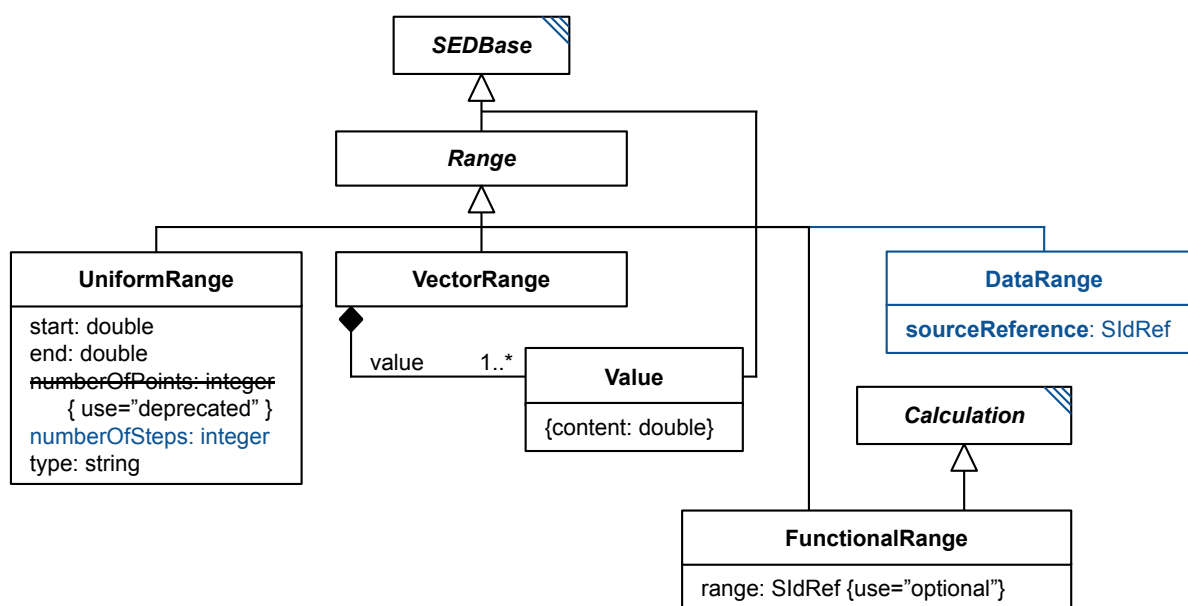 SEDBase
Range
UniformRange
start: double
end: double
numberOfPoints: integer
{ use=”deprecated” }
numberOfSteps: integer
type: string
VectorRange
value 1..*
Value
{content: double}
DataRange
sourceReference: SIdRef
Calculation
FunctionalRange
range: SIdRef {use=”optional”}